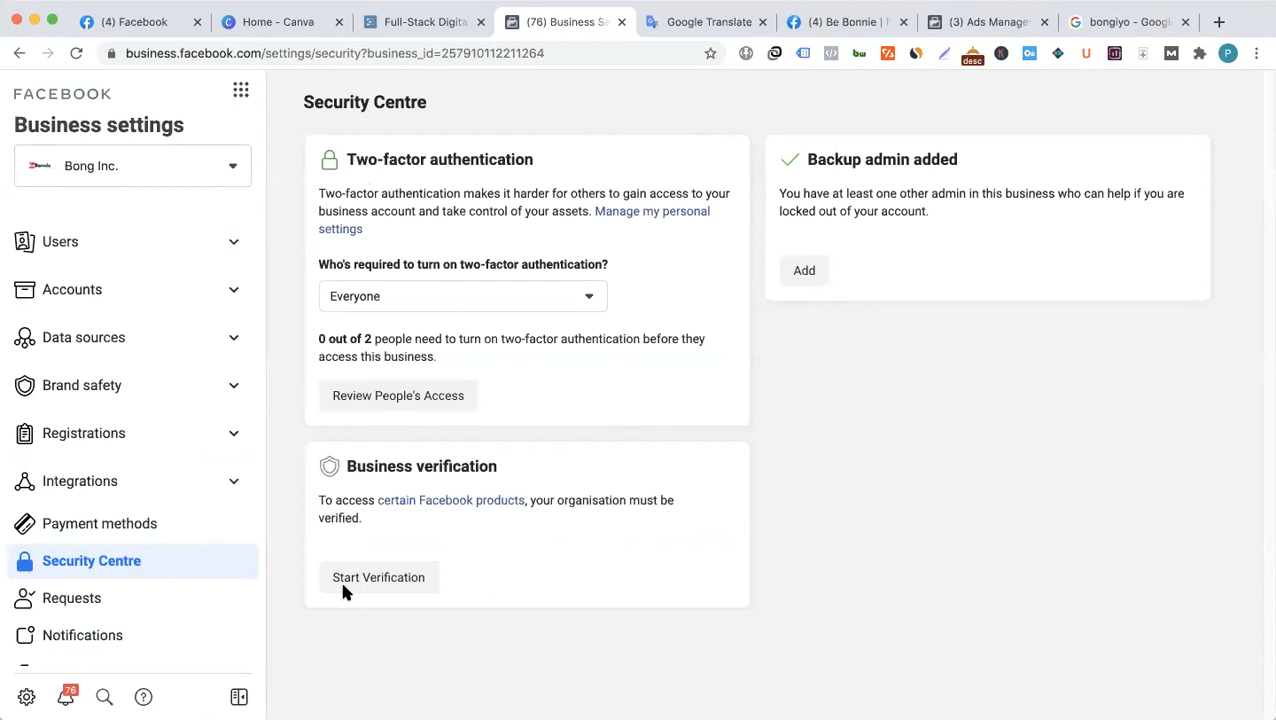 (4) Facebook
Home - Canva
Full-Stack Digita
(76) Business Se
Google Translate
(4) Be Bonnie | F
(3) Ads Manage
bongiyo - Google
business.facebook.com/settings/security?business_id=257910112211264
bw
desc
K
Oe
U
M
P
FACEBOOK
Business settings
Bong Inc.
Users
Accounts
Data sources
Brand safety
Registrations
Integrations
Payment methods
Security Centre
Requests
Notifications
76
Security Centre
Two-factor authentication
Two-factor authentication makes it harder for others to gain access to your
business account and take control of your assets. Manage my personal
settings
Who's required to turn on two-factor authentication?
Everyone
0 out of 2 people need to turn on two-factor authentication before they
access this business.
Review People's Access
Business verification
To access certain Facebook products, your organisation must be
verified.
Start Verification
Backup admin added
You have at least one other admin in this business who can help if you are
locked out of your account.
Add